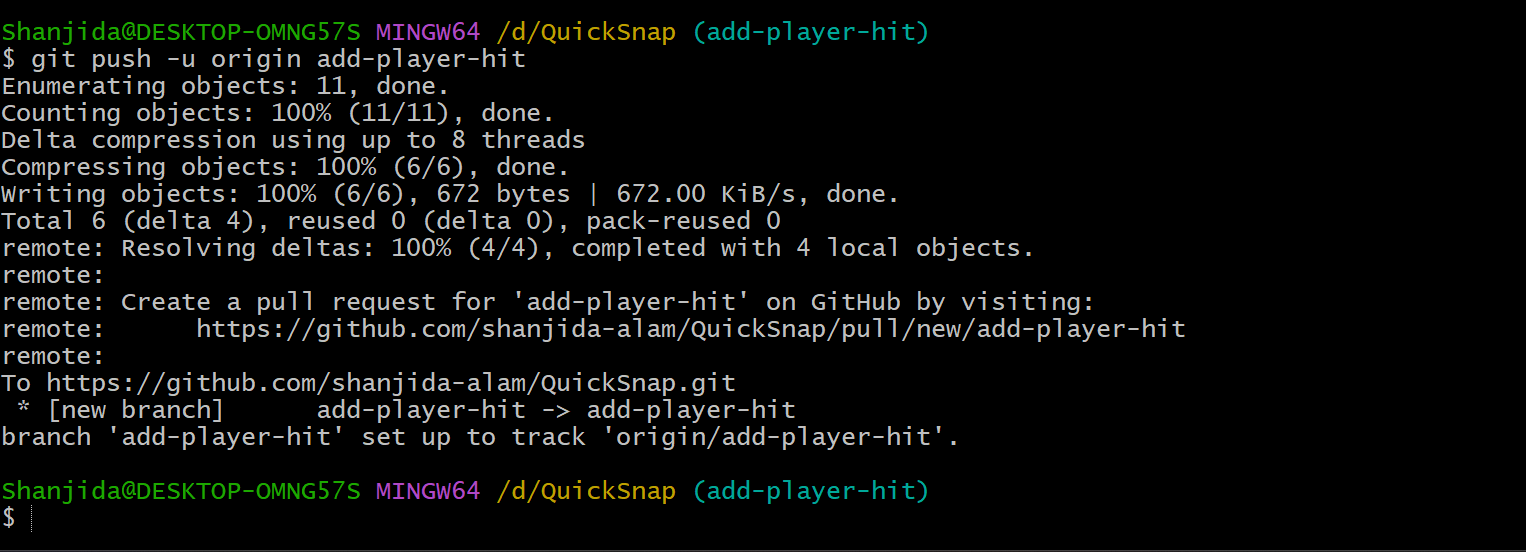 Shanjida@DESKTOP-OMNG57S MINGW64 /d/QuickSnap (add-player-hit)
$ git push -u origin add-player-hit
Enumerating objects: 11, done.
Counting objects: 100% (11/11), done.
Delta compression using up to 8 threads
Compressing objects: 100% (6/6), done.
Writing objects: 100% (6/6), 672 bytes | 672.00 KiB/s, done.
Total 6 (delta 4), reused 0 (delta 0), pack-reused 0
remote: Resolving deltas: 100% (4/4), completed with 4 local objects.
remote:
remote: Create a pull request for 'add-player-hit' on GitHub by visiting:
remote:      https://github.com/shanjida-alam/QuickSnap/pull/new/add-player-hit
remote:
To https://github.com/shanjida-alam/QuickSnap.git
 * [new branch]      add-player-hit -> add-player-hit
branch 'add-player-hit' set up to track 'origin/add-player-hit'.
Shanjida@DESKTOP-OMNG57S MINGW64 /d/QuickSnap (add-player-hit)
$